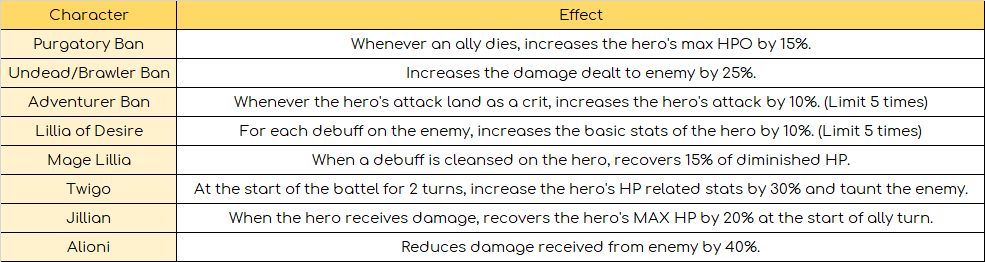 Character Effect
Purgatory Ban Whenever an ally dies, increases the hero's max HPO by 15%.
Undead/Brawler Ban Increases the damage dealt to enemy by 25%.
Adventurer Ban Whenever the hero's attack land as a crit, increases the hero's attack by 10%. (Limit 5 times)
Lillia of Desire For each debuff on the enemy, increases the basic stats of the hero by 10%. (Limit 5 times)
Mage Lillia When a debuff is cleansed on the hero, recovers 15% of diminished HP.
Twigo At the start of the battel for 2 turns, increase the hero's HP related stats by 30% and taunt the enemy.
Jillian When the hero receives damage, recovers the hero's MAX HP by 20% at the start of ally turn.
Alioni Reduces damage received from enemy by 40%.